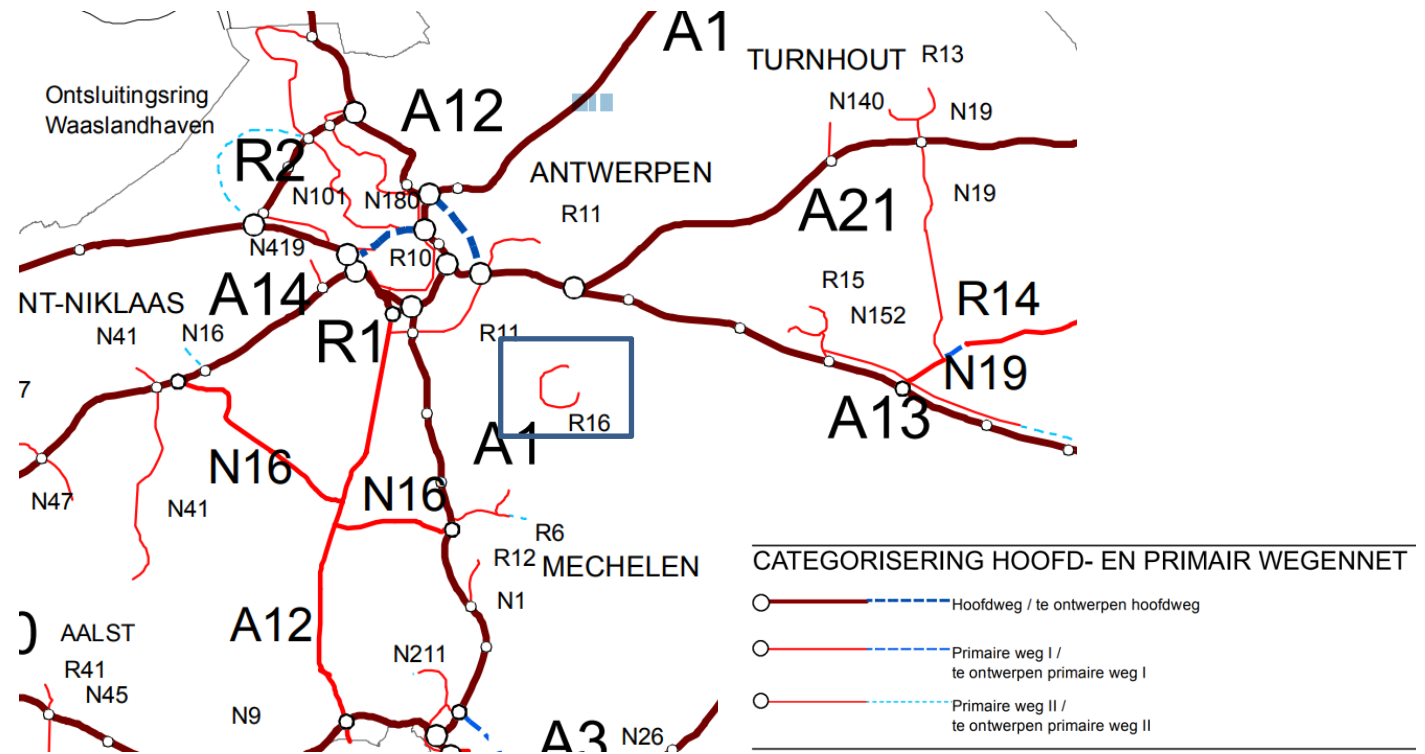 A1
TURNHOUT
R13
Ontsluitingsring
Waaslandhaven
A12
N140
N19
R2
ANTWERPEN
N101
N180
R11
N19
A21
N419
R10
NT-NIKLAAS
A14
R15
R14
N41
N16
R1
N152
R11
N19
7
R16
A13
A1
N16
N16
N47
N41
R6
R12
MECHELEN
N1
CATEGORISERING HOOFD- EN PRIMAIR WEGENNET
Hoofdweg / te ontwerpen hoofdweg
0
AALST
A12
R41
N45
N211
Primaire weg I /
te ontwerpen primaire weg I
N9
A3
N26
Primaire weg II /
te ontwerpen primaire weg II